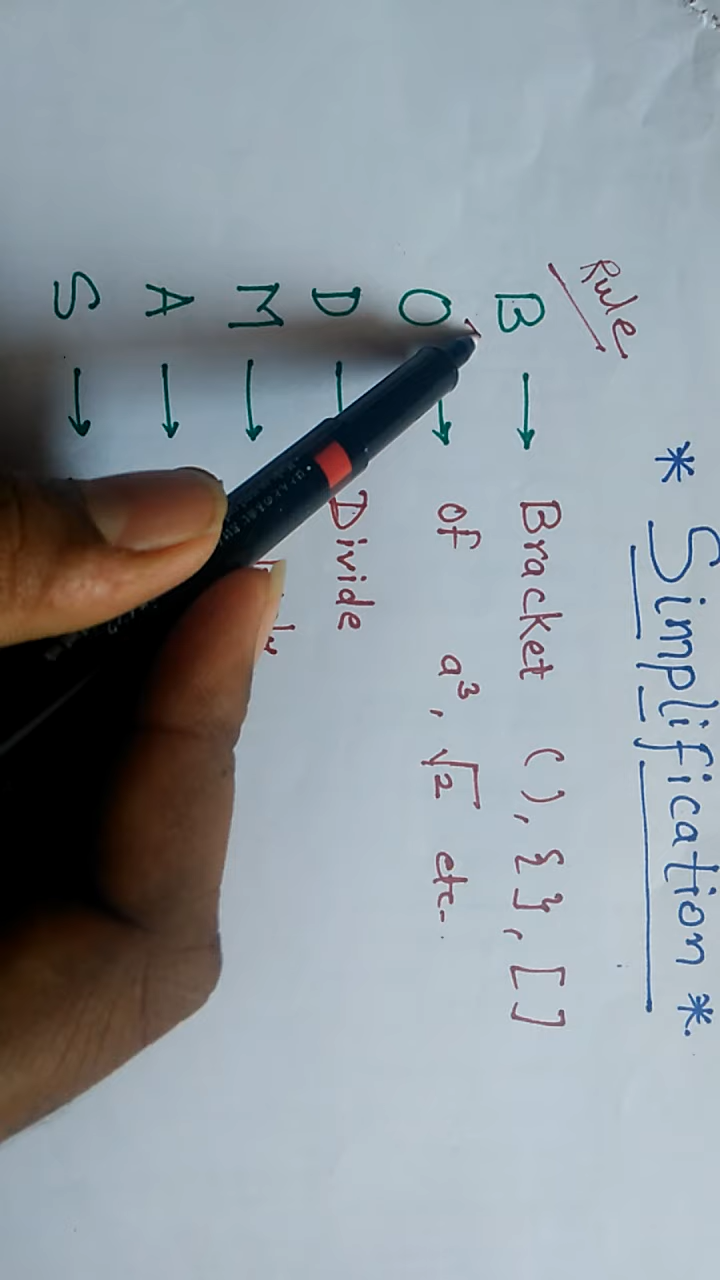 * Simplification *
Rule
B → Bracket ( ), { }, [ ]
O → of a³, √2 etc.
D → Divide
M →
A →
S →